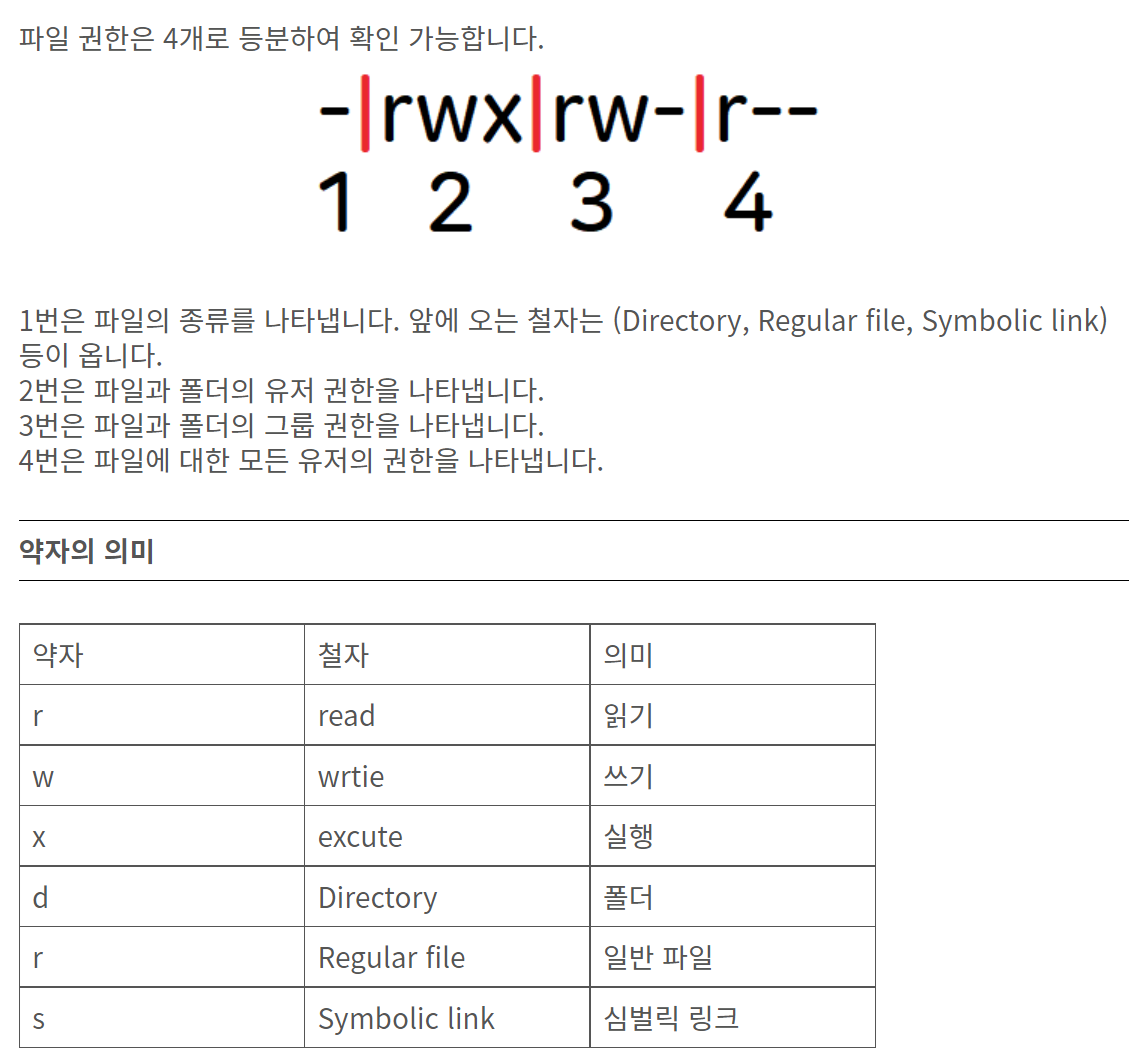 파일 권한은 4개로 등분하여 확인 가능합니다.
-|rwx|rw-|r--
1 2 3 4
1번은 파일의 종류를 나타냅니다. 앞에 오는 철자는 (Directory, Regular file, Symbolic link)
등이 옵니다.
2번은 파일과 폴더의 유저 권한을 나타냅니다.
3번은 파일과 폴더의 그룹 권한을 나타냅니다.
4번은 파일에 대한 모든 유저의 권한을 나타냅니다.
약자의 의미
약자 철자 의미
r read 읽기
w wrtie 쓰기
x excute 실행
d Directory 폴더
r Regular file 일반 파일
s Symbolic link 심벌릭 링크